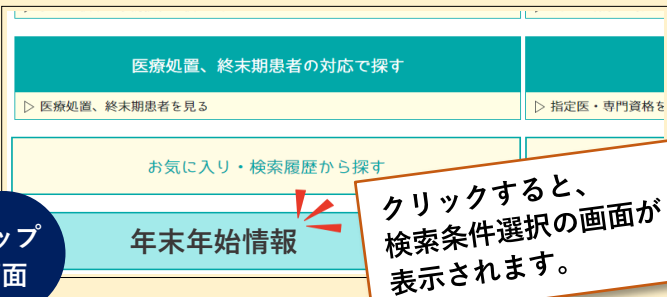 医療処置、終末期患者の対応で探す
▷ 医療処置、終末期患者を見る
▷ 指定医・専門資格を
お気に入り・検索履歴から探す
年末年始情報
クリックすると、
検索条件選択の画面が
表示されます。
ップ
面